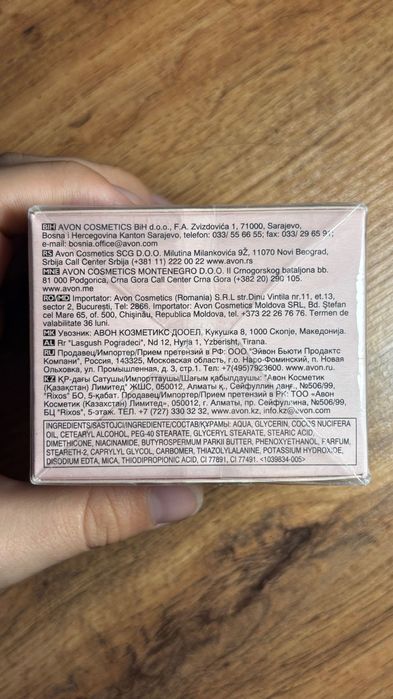 BIH AVON COSMETICS BiH d.o.o., F.A. Zvizdovića 1, 71000, Sarajevo,
Bosna i Hercegovina Kanton Sarajevo, telefon: 033/ 55 66 55; fax: 033/ 29 65 91;
e-mail: bosnia.office@avon.com
RS Avon Cosmetics SCG D.O.O. Milutina Milankovića 9Ž, 11070 Novi Beograd,
Srbija Call Center Srbija (+381 11) 222 00 22 www.avon.rs
MNE AVON COSMETICS MONTENEGRO D.O.O. II Crnogorskog bataljona bb.
81 000 Podgorica, Crna Gora Call Center Crna Gora (+382 20) 290 105.
www.avon.me
RO/MD Importator: Avon Cosmetics (Romania) S.R.L str.Dinu Vintila nr.11, et.13,
sector 2, Bucureşti, Tel: 2866. Importator: Avon Cosmetics Moldova SRL, Bd. Ştefan
cel Mare 65, of. 500, Chişinău, Republica Moldova, tel. +373 22 26 76 76. Termen de
valabilitate 36 luni.
MK Увозник: АВОН КОЗМЕТИКС ДООЕЛ, Кукушка 8, 1000 Скопје, Македонија.
AL Rr "Lasgush Pogradeci", Nd 12, Hyrja 1, Yzberisht, Tirana.
RU Продавец/Импортер/Прием претензий в РФ: ООО "Эйвон Бьюти Продактс
Компани", Россия, 143325, Московская область, г.о. Наро-Фоминский, п. Новая
Ольховка, ул. Промышленная, д. 3, стр.1. Тел: +7(495)7923600. www.avon.ru.
KZ ҚР-дағы Сатушы/Импорттаушы/Шағым қабылдаушы: "Авон Косметик
(Қазақстан) Лимитед" ЖШС, 050012, Алматы қ., Сейфуллин даңғ., №506/99,
"Rixos" БО, 5-қабат. Продавец/Импортер/Прием претензий в РК: ТОО «Авон
Косметик (Казахстан) Лимитед», 050012, г. Алматы, пр. Сейфуллина, №506/99,
БЦ "Rixos", 5-этаж. ТЕЛ. +7 (727) 330 32 32, www.avon.kz, info.kz@avon.com
INGREDIENTS/SASTOJCI/INGREDIENTE/СОСТАВ/ҚҰРАМЫ: AQUA, GLYCERIN, COCOS NUCIFERA
OIL, CETEARYL ALCOHOL, PEG-40 STEARATE, GLYCERYL STEARATE, STEARIC ACID,
DIMETHICONE, NIACINAMIDE, BUTYROSPERMUM PARKII BUTTER, PHENOXYETHANOL, PARFUM,
STEARETH-2, CAPRYLYL GLYCOL, CARBOMER, THIAZOLYLALANINE, POTASSIUM HYDROXIDE,
DISODIUM EDTA, MICA, THIODIPROPIONIC ACID, CI 77891, CI 77491. <1039834-005>